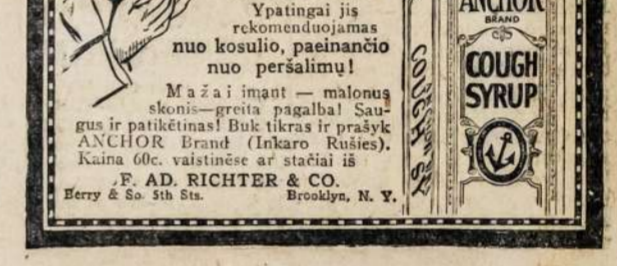 Ypatingai jis
rekomenduojamas
nuo kosulio, paeinančio
nuo peršalimų!
Mažai imant — malonus
skonis—greita pagalba! Sau-
gus ir patikėtinas! Buk tikras ir prašyk
ANCHOR Brand (Inkaro Rušies).
Kaina 60c. vaistinėse ar stačiai iš
F. AD. RICHTER & CO.
Berry & So. 5th Sts. Brooklyn, N. Y.
COUGH SY
ANCHOR
BRAND
COUGH
SYRUP